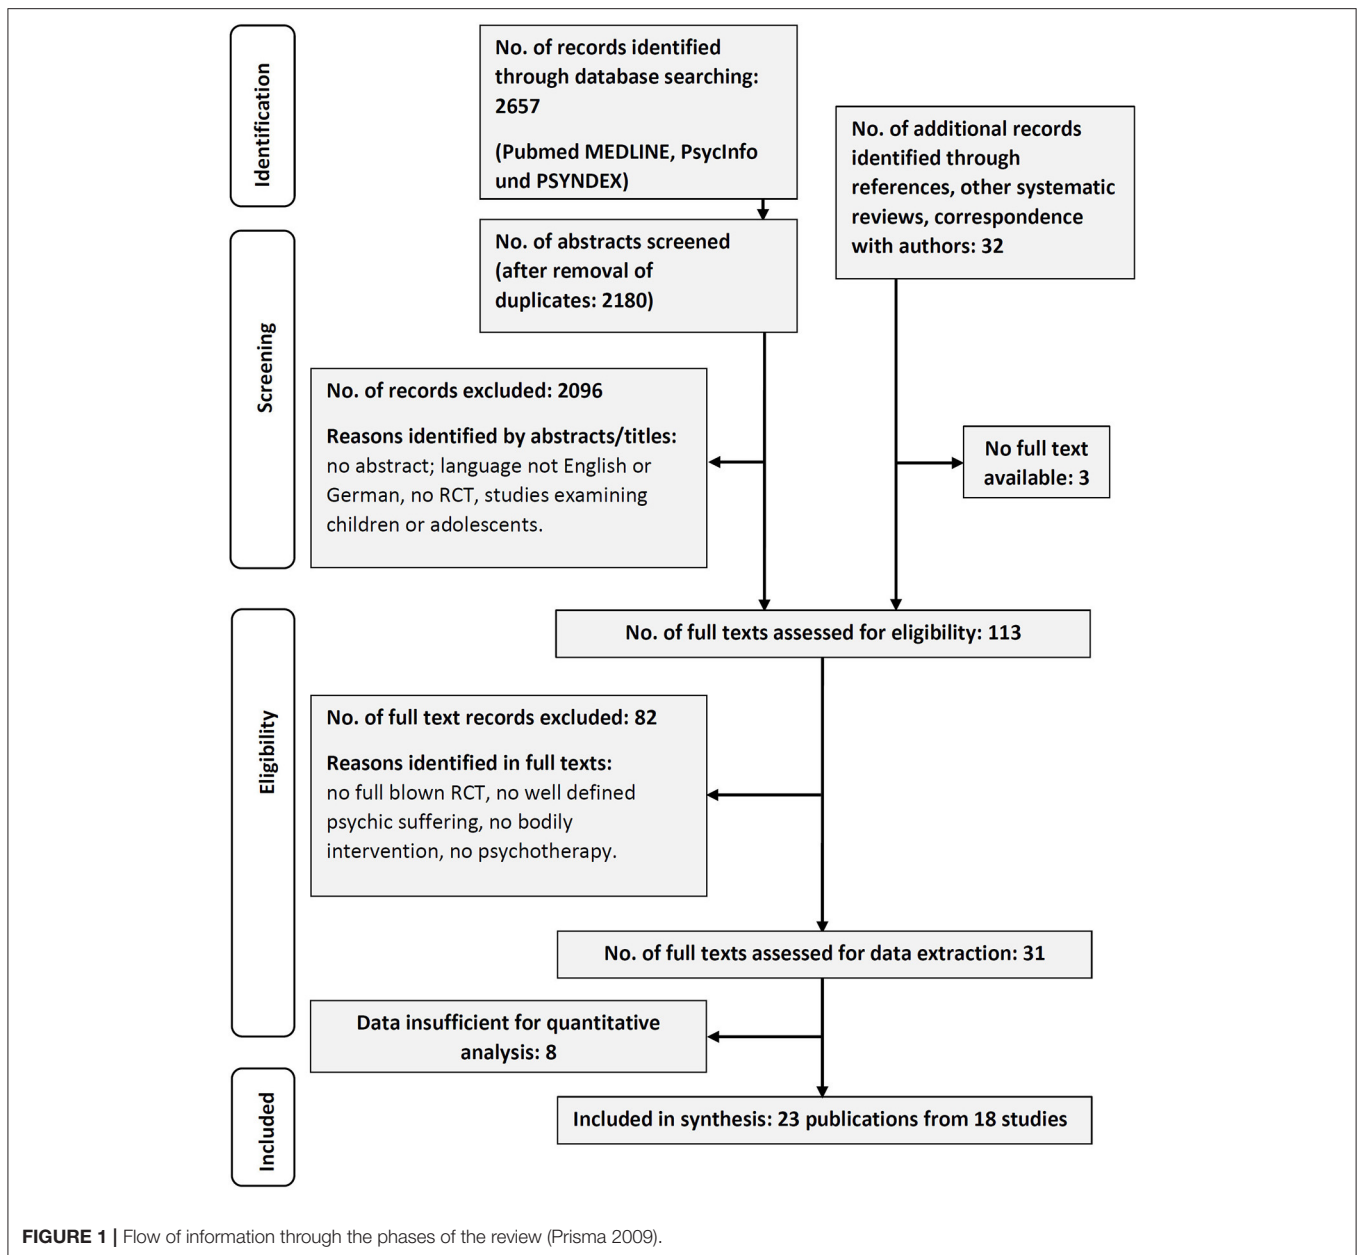 Identification
No. of records identified
through database searching:
2657
(Pubmed MEDLINE, PsycInfo
und PSYNDEX)
No. of additional records
identified through
references, other systematic
reviews, correspondence
with authors: 32
Screening
No. of abstracts screened
(after removal of
duplicates: 2180)
No. of records excluded: 2096
Reasons identified by abstracts/titles:
no abstract; language not English or
German, no RCT, studies examining
children or adolescents.
No full text
available: 3
Eligibility
No. of full texts assessed for eligibility: 113
No. of full text records excluded: 82
Reasons identified in full texts:
no full blown RCT, no well defined
psychic suffering, no bodily
intervention, no psychotherapy.
No. of full texts assessed for data extraction: 31
Data insufficient for quantitative
analysis: 8
Included
Included in synthesis: 23 publications from 18 studies
FIGURE 1 | Flow of information through the phases of the review (Prisma 2009).